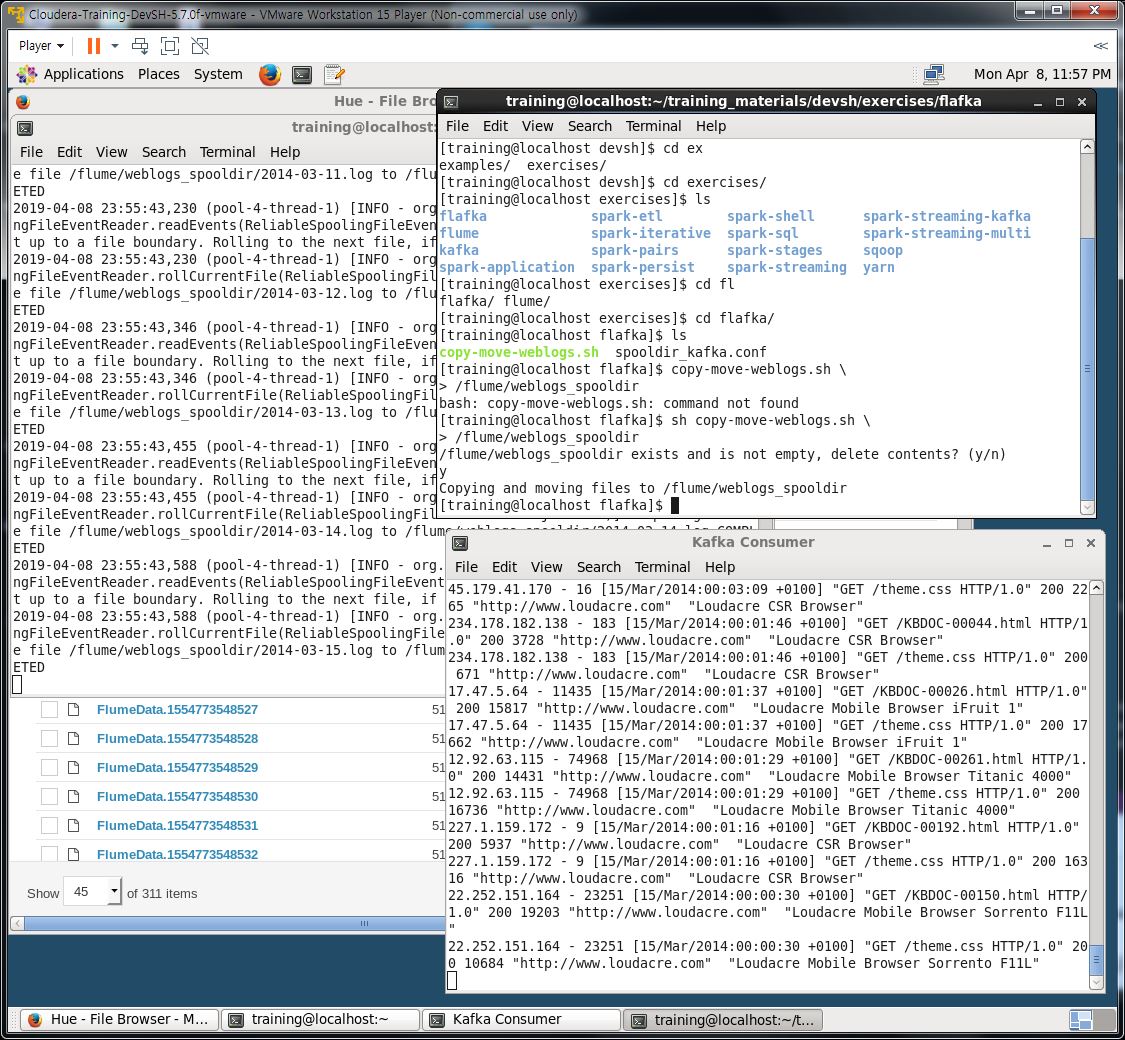 Cloudera-Training-DevSH-5.7.0f-vmware - VMware Workstation 15 Player (Non-commercial use only)
Player
<<
Applications Places System Mon Apr 8, 11:57 PM
Hue - File Bro
training@localhost:
File Edit View Search Terminal Help
e file /flume/weblogs_spooldir/2014-03-11.log to /flu
ETED
2019-04-08 23:55:43,230 (pool-4-thread-1) [INFO - org
ngFileEventReader.readEvents(ReliableSpoolingFileEven
t up to a file boundary. Rolling to the next file, if
2019-04-08 23:55:43,230 (pool-4-thread-1) [INFO - org
ngFileEventReader.rollCurrentFile(ReliableSpoolingFil
e file /flume/weblogs_spooldir/2014-03-12.log to /flum
ETED
2019-04-08 23:55:43,346 (pool-4-thread-1) [INFO - org
ngFileEventReader.readEvents(ReliableSpoolingFileEven
t up to a file boundary. Rolling to the next file, if
2019-04-08 23:55:43,346 (pool-4-thread-1) [INFO - org
ngFileEventReader.rollCurrentFile(ReliableSpoolingFil
e file /flume/weblogs_spooldir/2014-03-13.log to /flum
ETED
2019-04-08 23:55:43,455 (pool-4-thread-1) [INFO - org
ngFileEventReader.readEvents(ReliableSpoolingFileEven
t up to a file boundary. Rolling to the next file, if
2019-04-08 23:55:43,455 (pool-4-thread-1) [INFO - org
ngFileEventReader.rollCurrentFile(ReliableSpoolingFil
e file /flume/weblogs_spooldir/2014-03-14.log to /flum
ETED
2019-04-08 23:55:43,588 (pool-4-thread-1) [INFO - org.
ngFileEventReader.readEvents(ReliableSpoolingFileEvent
t up to a file boundary. Rolling to the next file, if
2019-04-08 23:55:43,588 (pool-4-thread-1) [INFO - org.
ngFileEventReader.rollCurrentFile(ReliableSpoolingFile
e file /flume/weblogs_spooldir/2014-03-15.log to /flum
ETED
FlumeData.1554773548527 51
FlumeData.1554773548528 51
FlumeData.1554773548529 51
FlumeData.1554773548530 51
FlumeData.1554773548531 51
FlumeData.1554773548532 51
Show 45 of 311 items
training@localhost:~/training_materials/devsh/exercises/flafka
File Edit View Search Terminal Help
[training@localhost devsh]$ cd ex
examples/ exercises/
[training@localhost devsh]$ cd exercises/
[training@localhost exercises]$ ls
flafka spark-etl spark-shell spark-streaming-kafka
flume spark-iterative spark-sql spark-streaming-multi
kafka spark-pairs spark-stages sqoop
spark-application spark-persist spark-streaming yarn
[training@localhost exercises]$ cd fl
flafka/ flume/
[training@localhost exercises]$ cd flafka/
[training@localhost flafka]$ ls
copy-move-weblogs.sh spooldir_kafka.conf
[training@localhost flafka]$ copy-move-weblogs.sh \
> /flume/weblogs_spooldir
bash: copy-move-weblogs.sh: command not found
[training@localhost flafka]$ sh copy-move-weblogs.sh \
> /flume/weblogs_spooldir
/flume/weblogs_spooldir exists and is not empty, delete contents? (y/n)
y
Copying and moving files to /flume/weblogs_spooldir
[training@localhost flafka]$
Kafka Consumer
File Edit View Search Terminal Help
45.179.41.170 - 16 [15/Mar/2014:00:03:09 +0100] "GET /theme.css HTTP/1.0" 200 22
65 "http://www.loudacre.com" "Loudacre CSR Browser"
234.178.182.138 - 183 [15/Mar/2014:00:01:46 +0100] "GET /KBDOC-00044.html HTTP/1
.0" 200 3728 "http://www.loudacre.com" "Loudacre CSR Browser"
234.178.182.138 - 183 [15/Mar/2014:00:01:46 +0100] "GET /theme.css HTTP/1.0" 200
671 "http://www.loudacre.com" "Loudacre CSR Browser"
17.47.5.64 - 11435 [15/Mar/2014:00:01:37 +0100] "GET /KBDOC-00026.html HTTP/1.0"
200 15817 "http://www.loudacre.com" "Loudacre Mobile Browser iFruit 1"
17.47.5.64 - 11435 [15/Mar/2014:00:01:37 +0100] "GET /theme.css HTTP/1.0" 200 17
662 "http://www.loudacre.com" "Loudacre Mobile Browser iFruit 1"
12.92.63.115 - 74968 [15/Mar/2014:00:01:29 +0100] "GET /KBDOC-00261.html HTTP/1.
0" 200 14431 "http://www.loudacre.com" "Loudacre Mobile Browser Titanic 4000"
12.92.63.115 - 74968 [15/Mar/2014:00:01:29 +0100] "GET /theme.css HTTP/1.0" 200
16736 "http://www.loudacre.com" "Loudacre Mobile Browser Titanic 4000"
227.1.159.172 - 9 [15/Mar/2014:00:01:16 +0100] "GET /KBDOC-00192.html HTTP/1.0"
200 5937 "http://www.loudacre.com" "Loudacre CSR Browser"
227.1.159.172 - 9 [15/Mar/2014:00:01:16 +0100] "GET /theme.css HTTP/1.0" 200 163
16 "http://www.loudacre.com" "Loudacre CSR Browser"
22.252.151.164 - 23251 [15/Mar/2014:00:00:30 +0100] "GET /KBDOC-00150.html HTTP/
1.0" 200 19203 "http://www.loudacre.com" "Loudacre Mobile Browser Sorrento F11L
"
22.252.151.164 - 23251 [15/Mar/2014:00:00:30 +0100] "GET /theme.css HTTP/1.0" 20
0 10684 "http://www.loudacre.com" "Loudacre Mobile Browser Sorrento F11L"
Hue - File Browser - M... training@localhost:~ Kafka Consumer training@localhost:~/t...